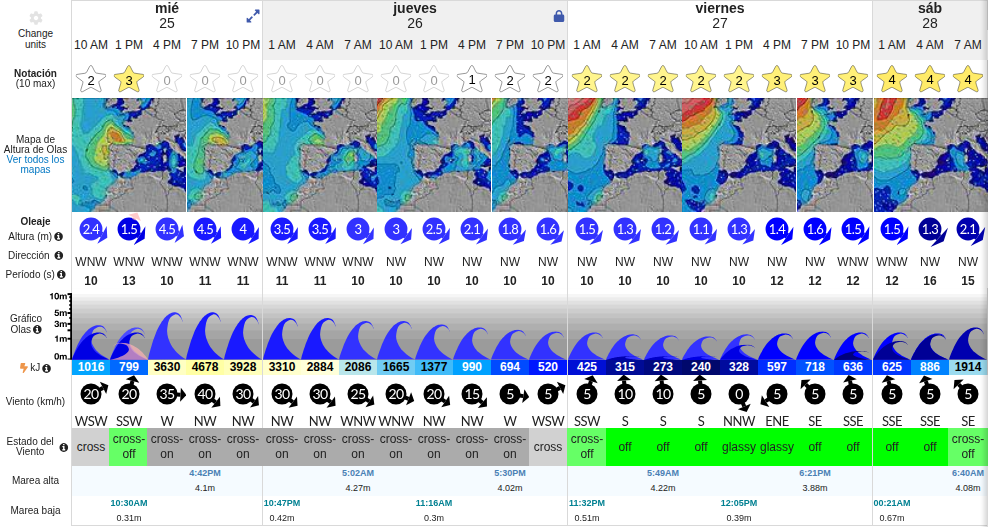 mié
25
jueves
26
viernes
27
sáb
28
Change
units
10 AM 1 PM 4 PM 7 PM 10 PM 1 AM 4 AM 7 AM 10 AM 1 PM 4 PM 7 PM 10 PM 1 AM 4 AM 7 AM 10 AM 1 PM 4 PM 7 PM 10 PM 1 AM 4 AM 7 AM
Notación
(10 max)
2 3 0 0 0 0 0 0 0 0 1 2 2 2 2 2 2 2 3 3 3 4 4 4
Mapa de
Altura de Olas
Ver todos los
mapas
Oleaje
Altura (m) 2.4 1.5 4.5 4.5 4 3.5 3.5 3 3 2.5 2.1 1.8 1.6 1.5 1.3 1.2 1.1 1.3 1.4 1.6 1.5 1.5 1.3 2.1
Dirección WNW WNW WNW WNW WNW WNW WNW WNW NW NW NW NW NW NW NW NW NW NW NW WNW WNW WNW NW NW
Período (s) 10 13 10 11 11 11 11 10 10 10 10 10 10 10 10 10 10 10 12 12 12 12 16 15
Gráfico
Olas
10m
5m
3m
1m
0m
kJ 1016 799 3630 4678 3928 3310 2884 2086 1665 1377 990 694 520 425 315 273 240 328 597 718 636 625 886 1914
Viento (km/h) 20 20 35 40 30 30 30 25 20 20 15 5 5 5 10 10 5 0 5 5 5 5 5 5
WSW SSW W NW NW NW NW WNW WNW NW NW W WSW SSW S S S NNW ENE SE SSE SSE SSE SE
Estado del
Viento
cross cross-off cross-on cross-on cross-on cross-on cross-on cross-on cross-on cross-on cross-on cross-on cross cross-off off off off glassy glassy off off off off cross-off
Marea alta
4:42PM 5:02AM 5:30PM 5:49AM 6:21PM 6:40AM
4.1m 4.27m 4.02m 4.22m 3.88m 4.08m
Marea baja
10:30AM 10:47PM 11:16AM 11:32PM 12:05PM 00:21AM
0.31m 0.42m 0.3m 0.51m 0.39m 0.67m